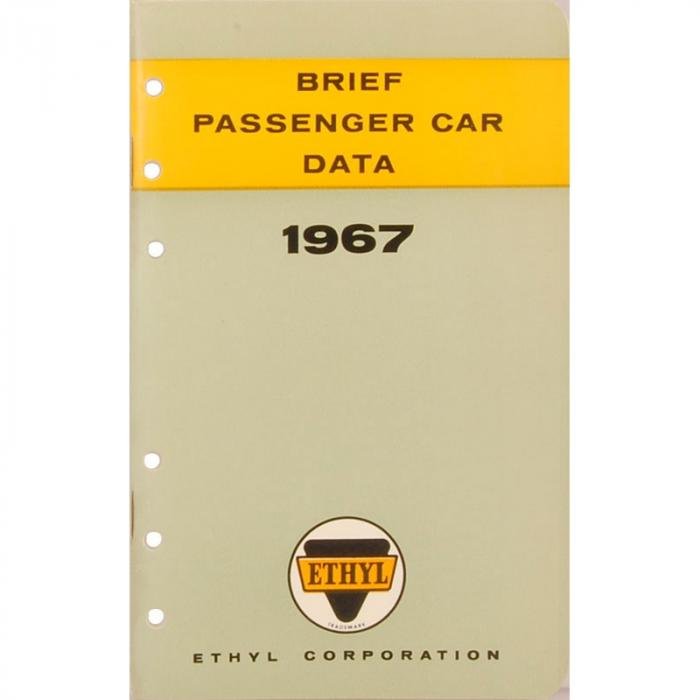 BRIEF
PASSENGER CAR
DATA
1967
ETHYL
TRADEMARK
ETHYL CORPORATION